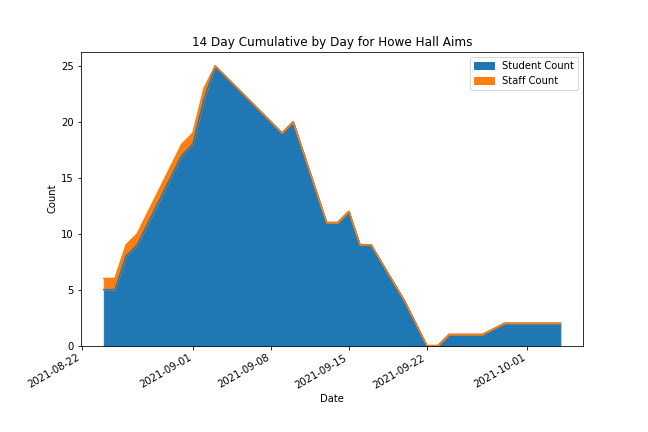 14 Day Cumulative by Day for Howe Hall Aims
Student Count
Staff Count
Count
25
20
15
10
5
0
2021-08-22
2021-09-01
2021-09-08
2021-09-15
2021-09-22
2021-10-01
Date